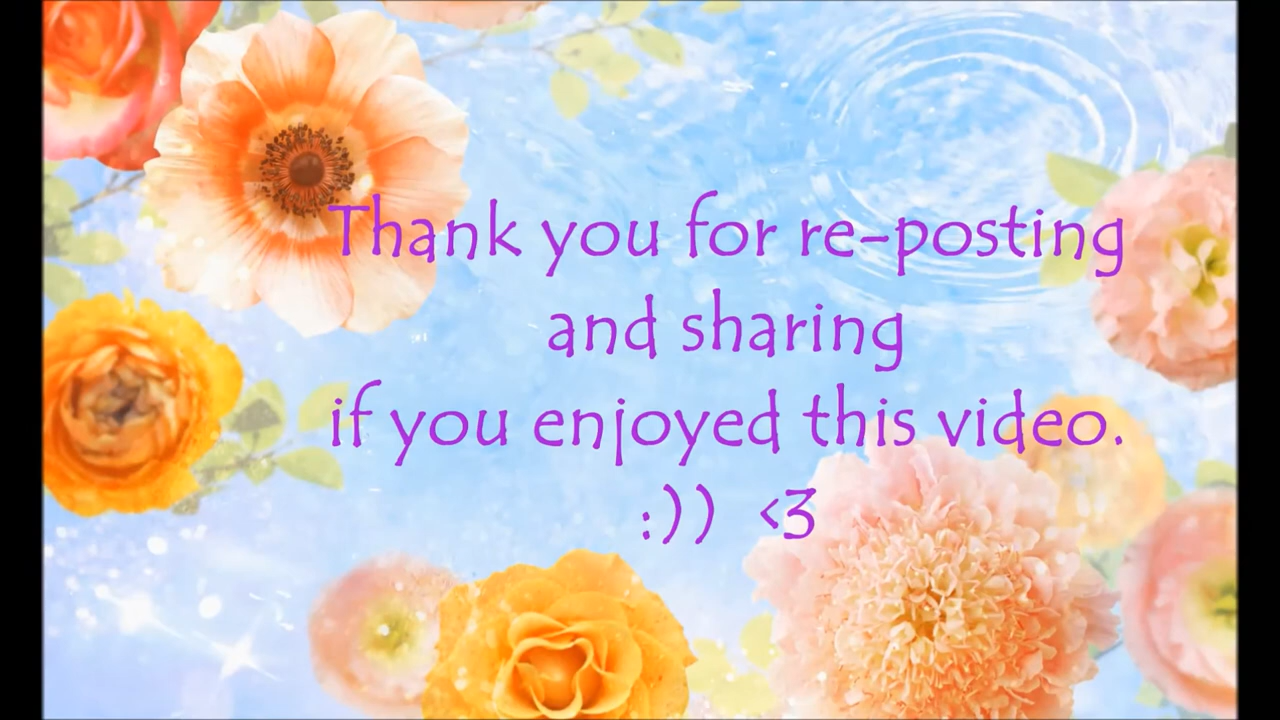 Thank you for re-posting
and sharing
if you enjoyed this video.
:)) <3